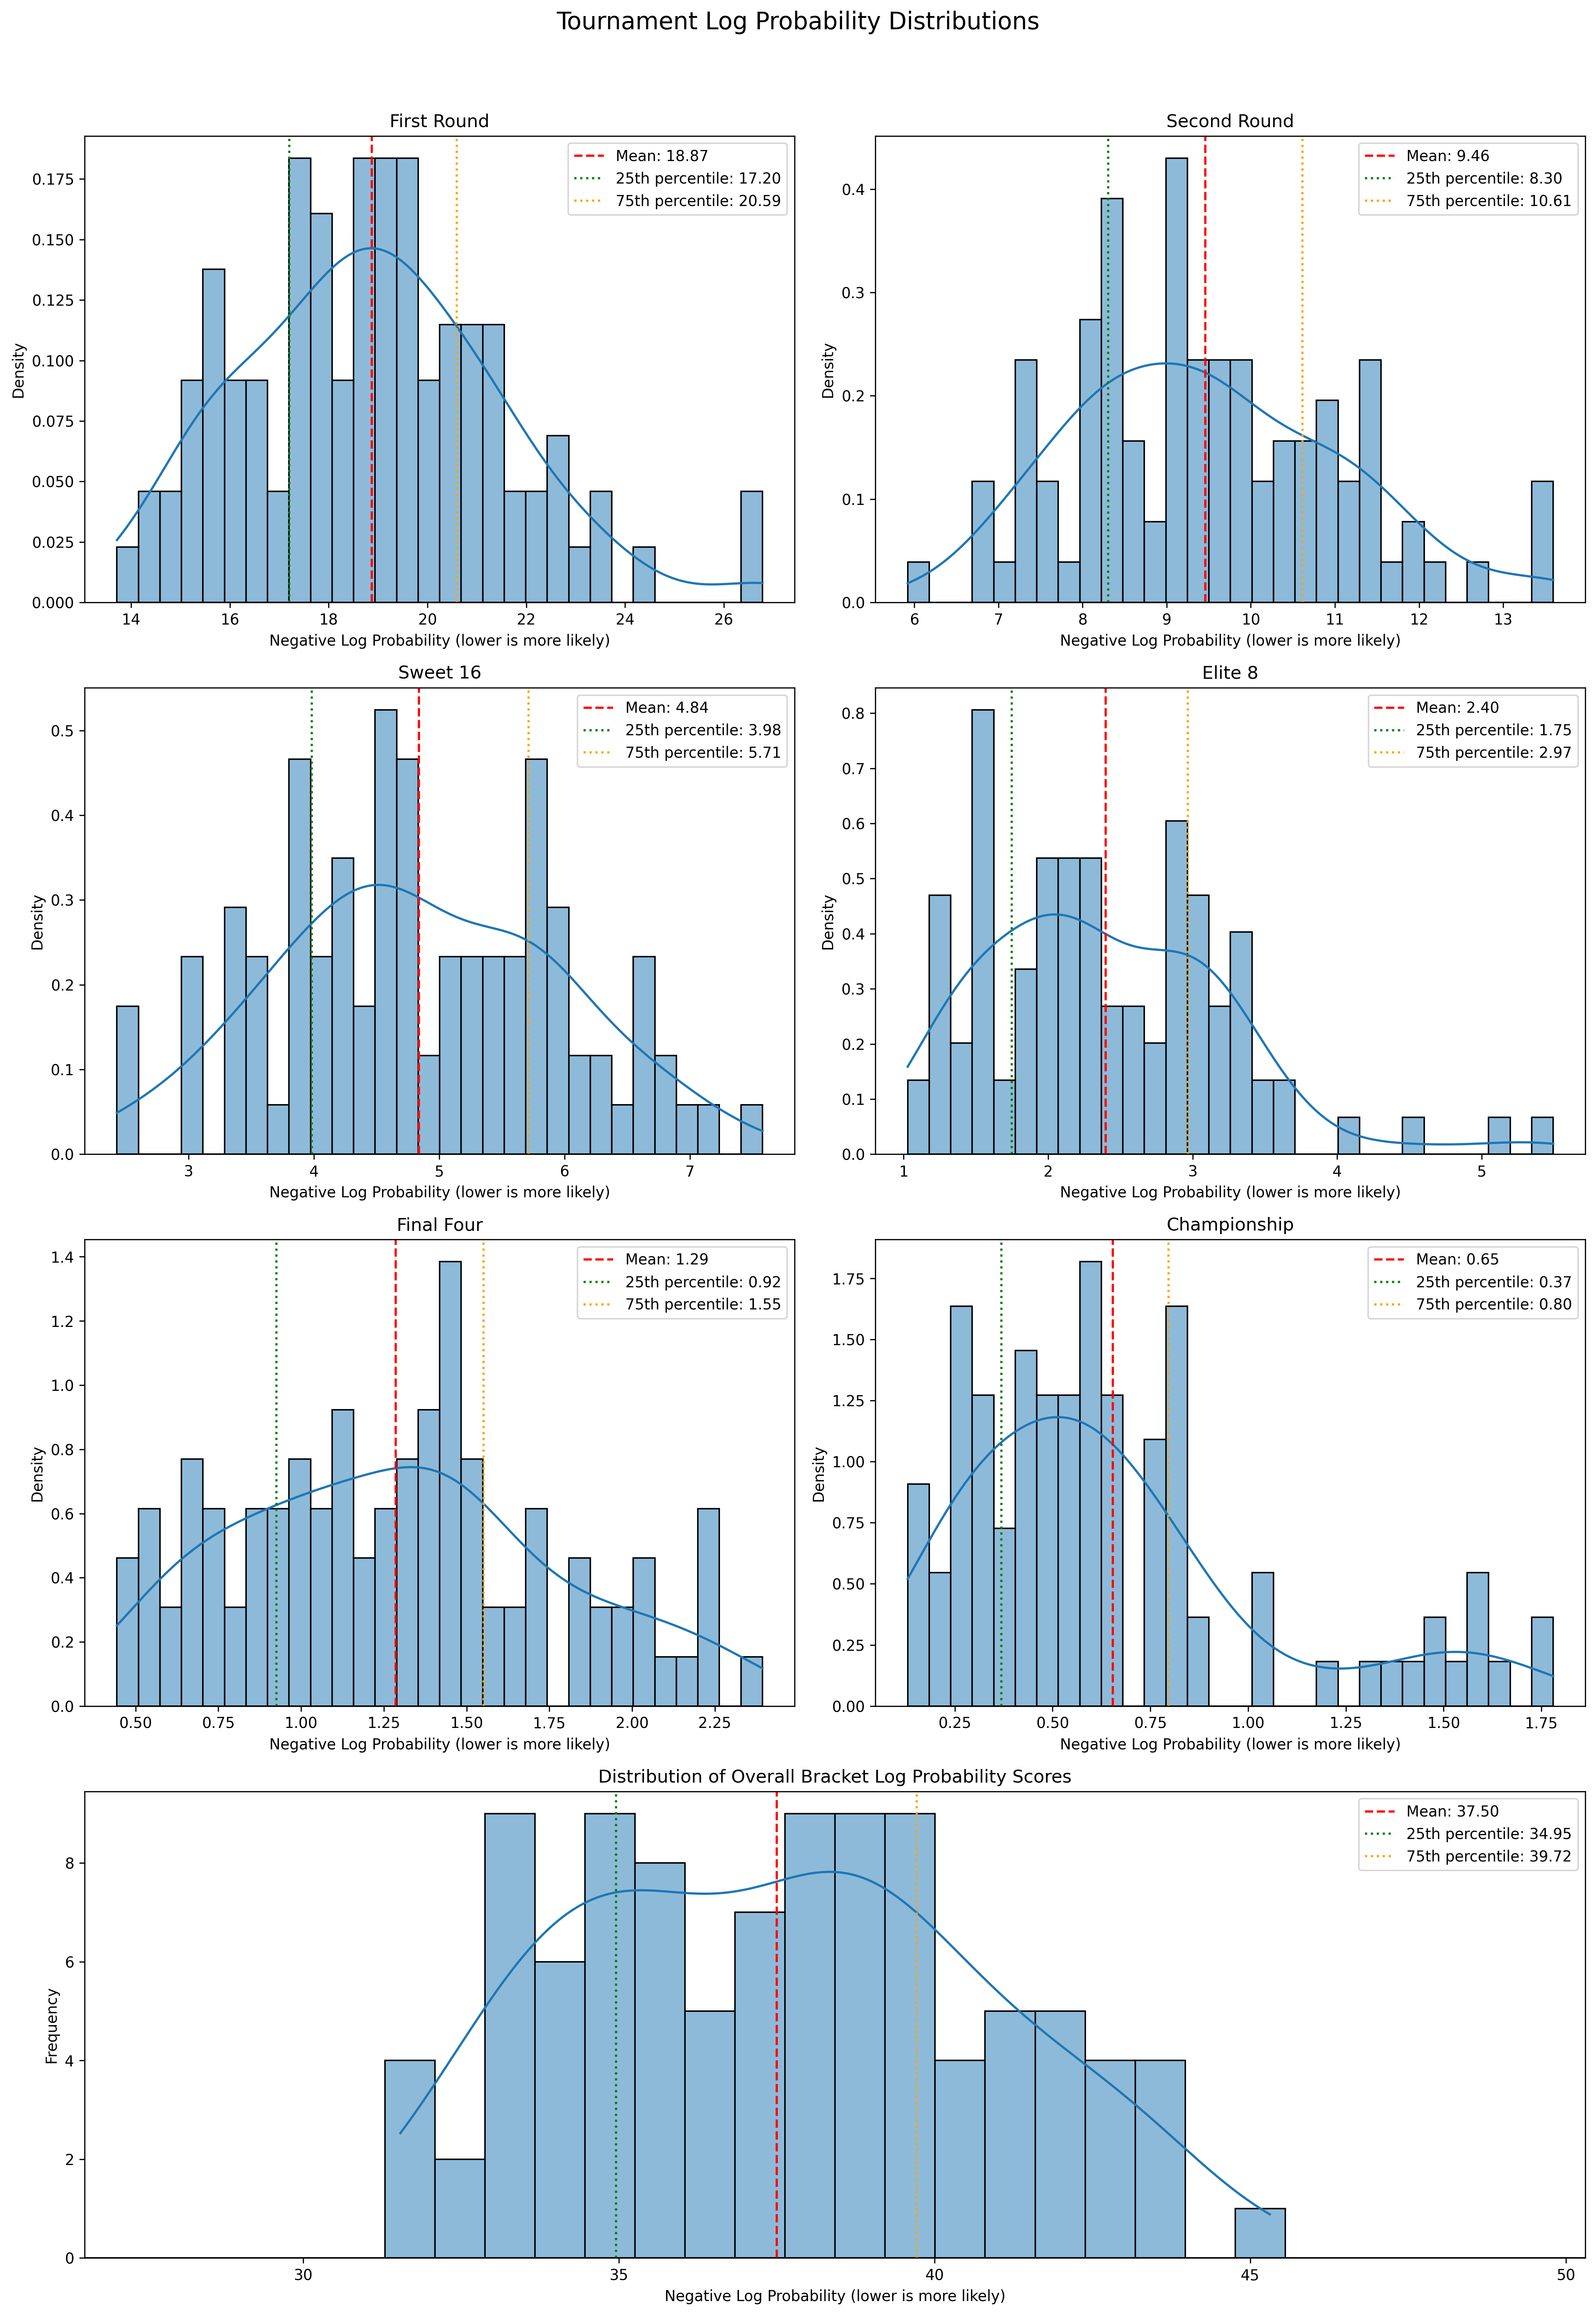 Tournament Log Probability Distributions
First Round
Mean: 18.87
25th percentile: 17.20
75th percentile: 20.59
Density
0.175
0.150
0.125
0.100
0.075
0.050
0.025
0.000
14 16 18 20 22 24 26
Negative Log Probability (lower is more likely)
Second Round
Mean: 9.46
25th percentile: 8.30
75th percentile: 10.61
Density
0.4
0.3
0.2
0.1
0.0
6 7 8 9 10 11 12 13
Negative Log Probability (lower is more likely)
Sweet 16
Mean: 4.84
25th percentile: 3.98
75th percentile: 5.71
Density
0.5
0.4
0.3
0.2
0.1
0.0
3 4 5 6 7
Negative Log Probability (lower is more likely)
Elite 8
Mean: 2.40
25th percentile: 1.75
75th percentile: 2.97
Density
0.8
0.7
0.6
0.5
0.4
0.3
0.2
0.1
0.0
1 2 3 4 5
Negative Log Probability (lower is more likely)
Final Four
Mean: 1.29
25th percentile: 0.92
75th percentile: 1.55
Density
1.4
1.2
1.0
0.8
0.6
0.4
0.2
0.0
0.50 0.75 1.00 1.25 1.50 1.75 2.00 2.25
Negative Log Probability (lower is more likely)
Championship
Mean: 0.65
25th percentile: 0.37
75th percentile: 0.80
Density
1.75
1.50
1.25
1.00
0.75
0.50
0.25
0.00
0.25 0.50 0.75 1.00 1.25 1.50 1.75
Negative Log Probability (lower is more likely)
Distribution of Overall Bracket Log Probability Scores
Mean: 37.50
25th percentile: 34.95
75th percentile: 39.72
Frequency
8
6
4
2
0
30 35 40 45 50
Negative Log Probability (lower is more likely)